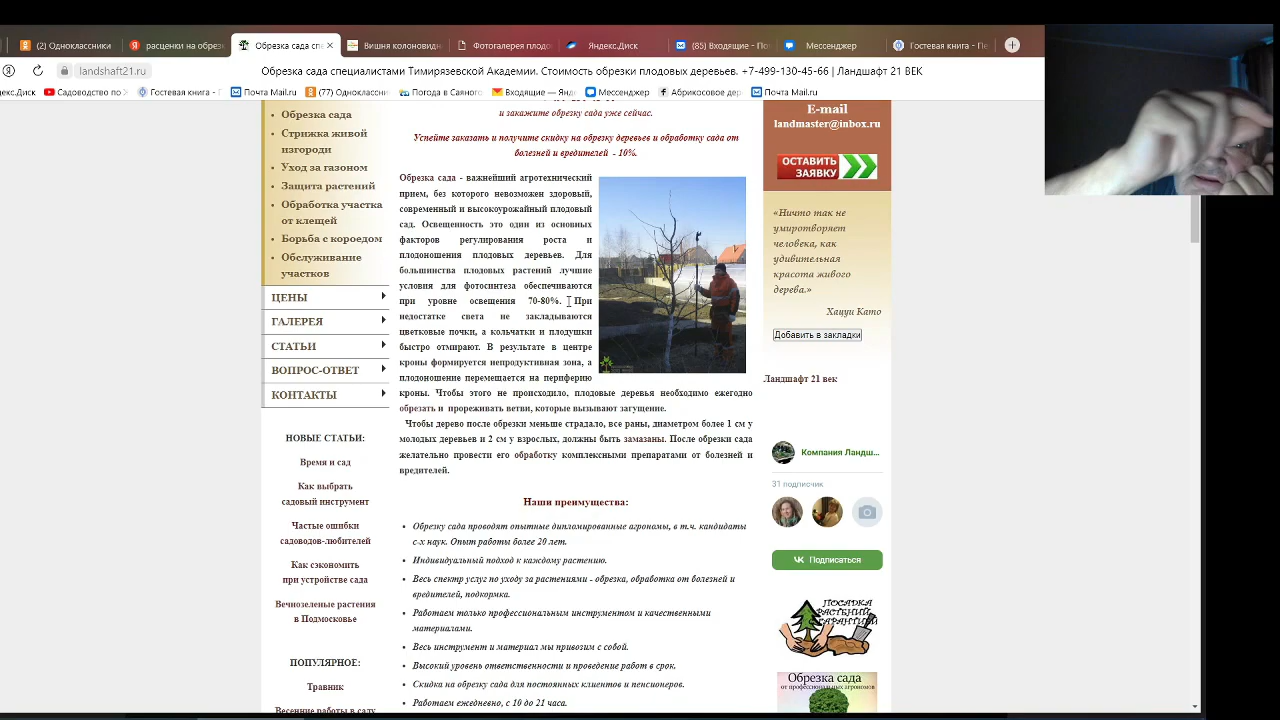 (2) Одноклассники
расценки на обрез
Обрезка сада спе
Вишня колоновид
Фотогалерея плодо
Яндекс.Диск
(85) Входящие - По
Мессенджер
Гостевая книга - Пе
landshaft21.ru
Обрезка сада специалистами Тимирязевской Академии. Стоимость обрезки плодовых деревьев. +7-499-130-45-66 | Ландшафт 21 ВЕК
екс.Диск
Садоводство по
Гостевая книга - Г
Почта Mail.ru
(77) Одноклассни
Погода в Саяного
Входящие — Я
Мессенджер
Абрикосовое дер
Почта Mail.ru
Обрезка сада
Стрижка живой
изгороди
Уход за газоном
Защита растений
Обработка участка
от клещей
Борьба с короедом
Обслуживание
участков
ЦЕНЫ
ГАЛЕРЕЯ
СТАТЬИ
ВОПРОС-ОТВЕТ
КОНТАКТЫ
НОВЫЕ СТАТЬИ:
Время и сад
Как выбрать
садовый инструмент
Частые ошибки
садоводов-любителей
Как сэкономить
при устройстве сада
Вечнозеленые растения
в Подмосковье
ПОПУЛЯРНОЕ:
Травник
Весенние работы в саду
и закажите обрезку сада уже сейчас.
Успейте заказать и получите скидку на обрезку деревьев и обработку сада от
болезней и вредителей - 10%.
Обрезка сада - важнейший агротехнический
прием, без которого невозможен здоровый,
современный и высокоурожайный плодовый
сад. Освещенность это один из основных
факторов регулирования роста и
плодоношения плодовых деревьев. Для
большинства плодовых растений лучшие
условия для фотосинтеза обеспечиваются
при уровне освещения 70-80%. При
недостатке света не закладываются
цветковые почки, а кольчатки и плодушки
быстро отмирают. В результате в центре
кроны формируется непродуктивная зона, а
плодоношение перемещается на периферию
кроны. Чтобы этого не происходило, плодовые деревья необходимо ежегодно
обрезать и прореживать ветви, которые вызывают загущение.
Чтобы дерево после обрезки меньше страдало, все раны, диаметром более 1 см у
молодых деревьев и 2 см у взрослых, должны быть замазаны. После обрезки сада
желательно провести его обработку комплексными препаратами от болезней и
вредителей.
Наши преимущества:
Обрезку сада проводят опытные дипломированные агрономы, в т.ч. кандидаты
с-х наук. Опыт работы более 20 лет.
Индивидуальный подход к каждому растению.
Весь спектр услуг по уходу за растениями - обрезка, обработка от болезней и
вредителей, подкормка.
Работаем только профессиональным инструментом и качественными
материалами.
Весь инструмент и материал мы привозим с собой.
Высокий уровень ответственности и проведение работ в срок.
Скидка на обрезку сада для постоянных клиентов и пенсионеров.
Работаем ежедневно, с 10 до 21 часа.
E-mail
landmaster@inbox.ru
ОСТАВИТЬ
ЗАЯВКУ
«Ничто так не
умиротворяет
человека, как
удивительная
красота живого
дерева.»
Хацуи Като
Добавить в закладки
Ландшафт 21 век
Компания Ландш...
31 подписчик
Подписаться
ПОСАДКА
РАСТЕНИЙ
С ГАРАНТИЕЙ
Обрезка сада
от профессиональных агрономов